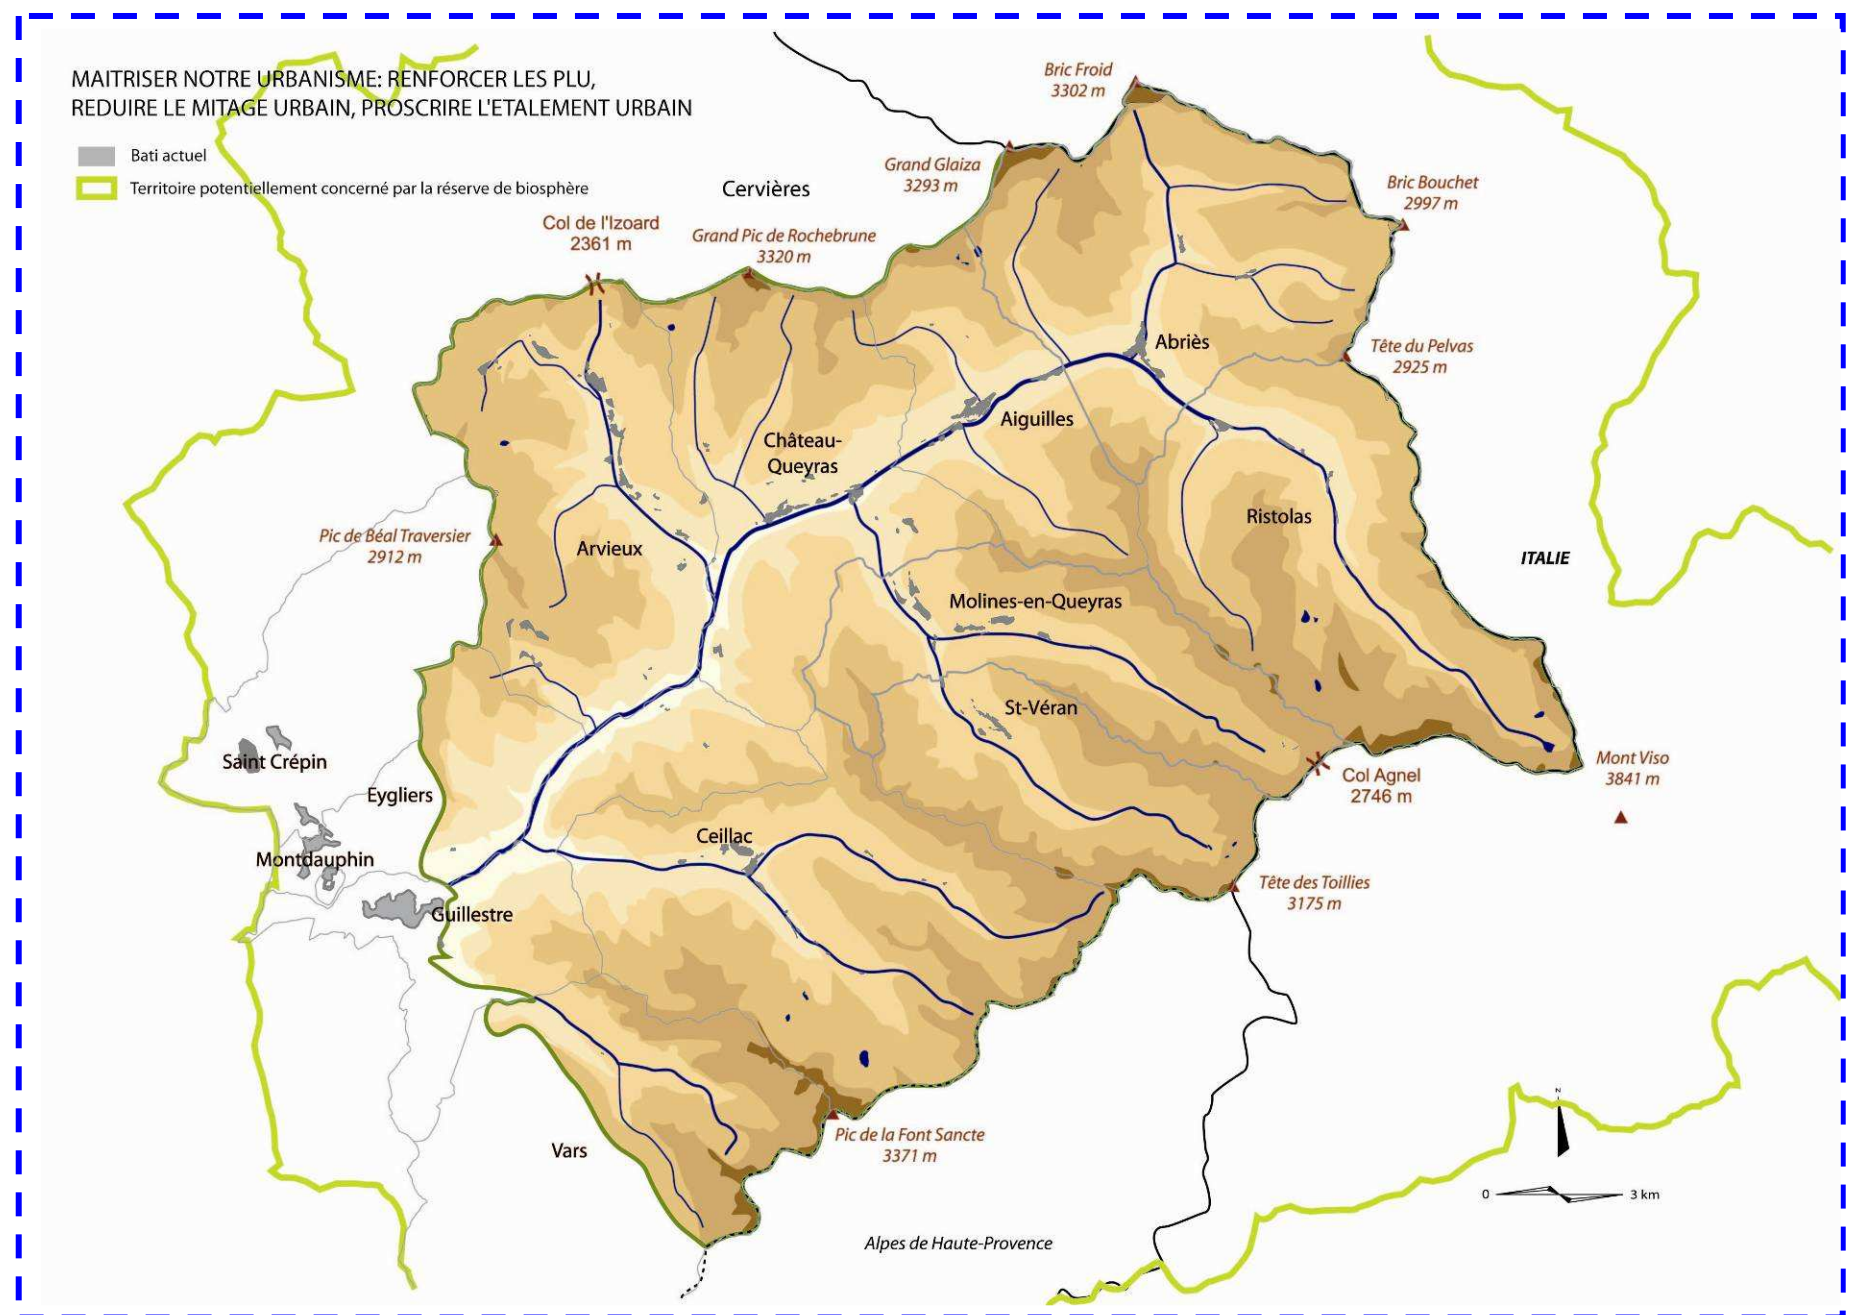 MAITRISER NOTRE URBANISME: RENFORCER LES PLU,
REDUIRE LE MITAGE URBAIN, PROSCRIRE L'ETALEMENT URBAIN
Bati actuel
Territoire potentiellement concerné par la réserve de biosphère
Bric Froid
3302 m
Grand Glaiza
3293 m
Cervières
Bric Bouchet
2997 m
Col de l'Izoard
2361 m
Grand Pic de Rochebrune
3320 m
Abriès
Tête du Pelvas
2925 m
Aiguilles
Château-
Queyras
Ristolas
Pic de Béal Traversier
2912 m
Arvieux
ITALIE
Molines-en-Queyras
St-Véran
Saint Crépin
Mont Viso
3841 m
Col Agnel
2746 m
Eygliers
Ceillac
Montdauphin
Tête des Toillies
3175 m
Guillestre
N
Pic de la Font Sancte
3371 m
Vars
0
3 km
Alpes de Haute-Provence